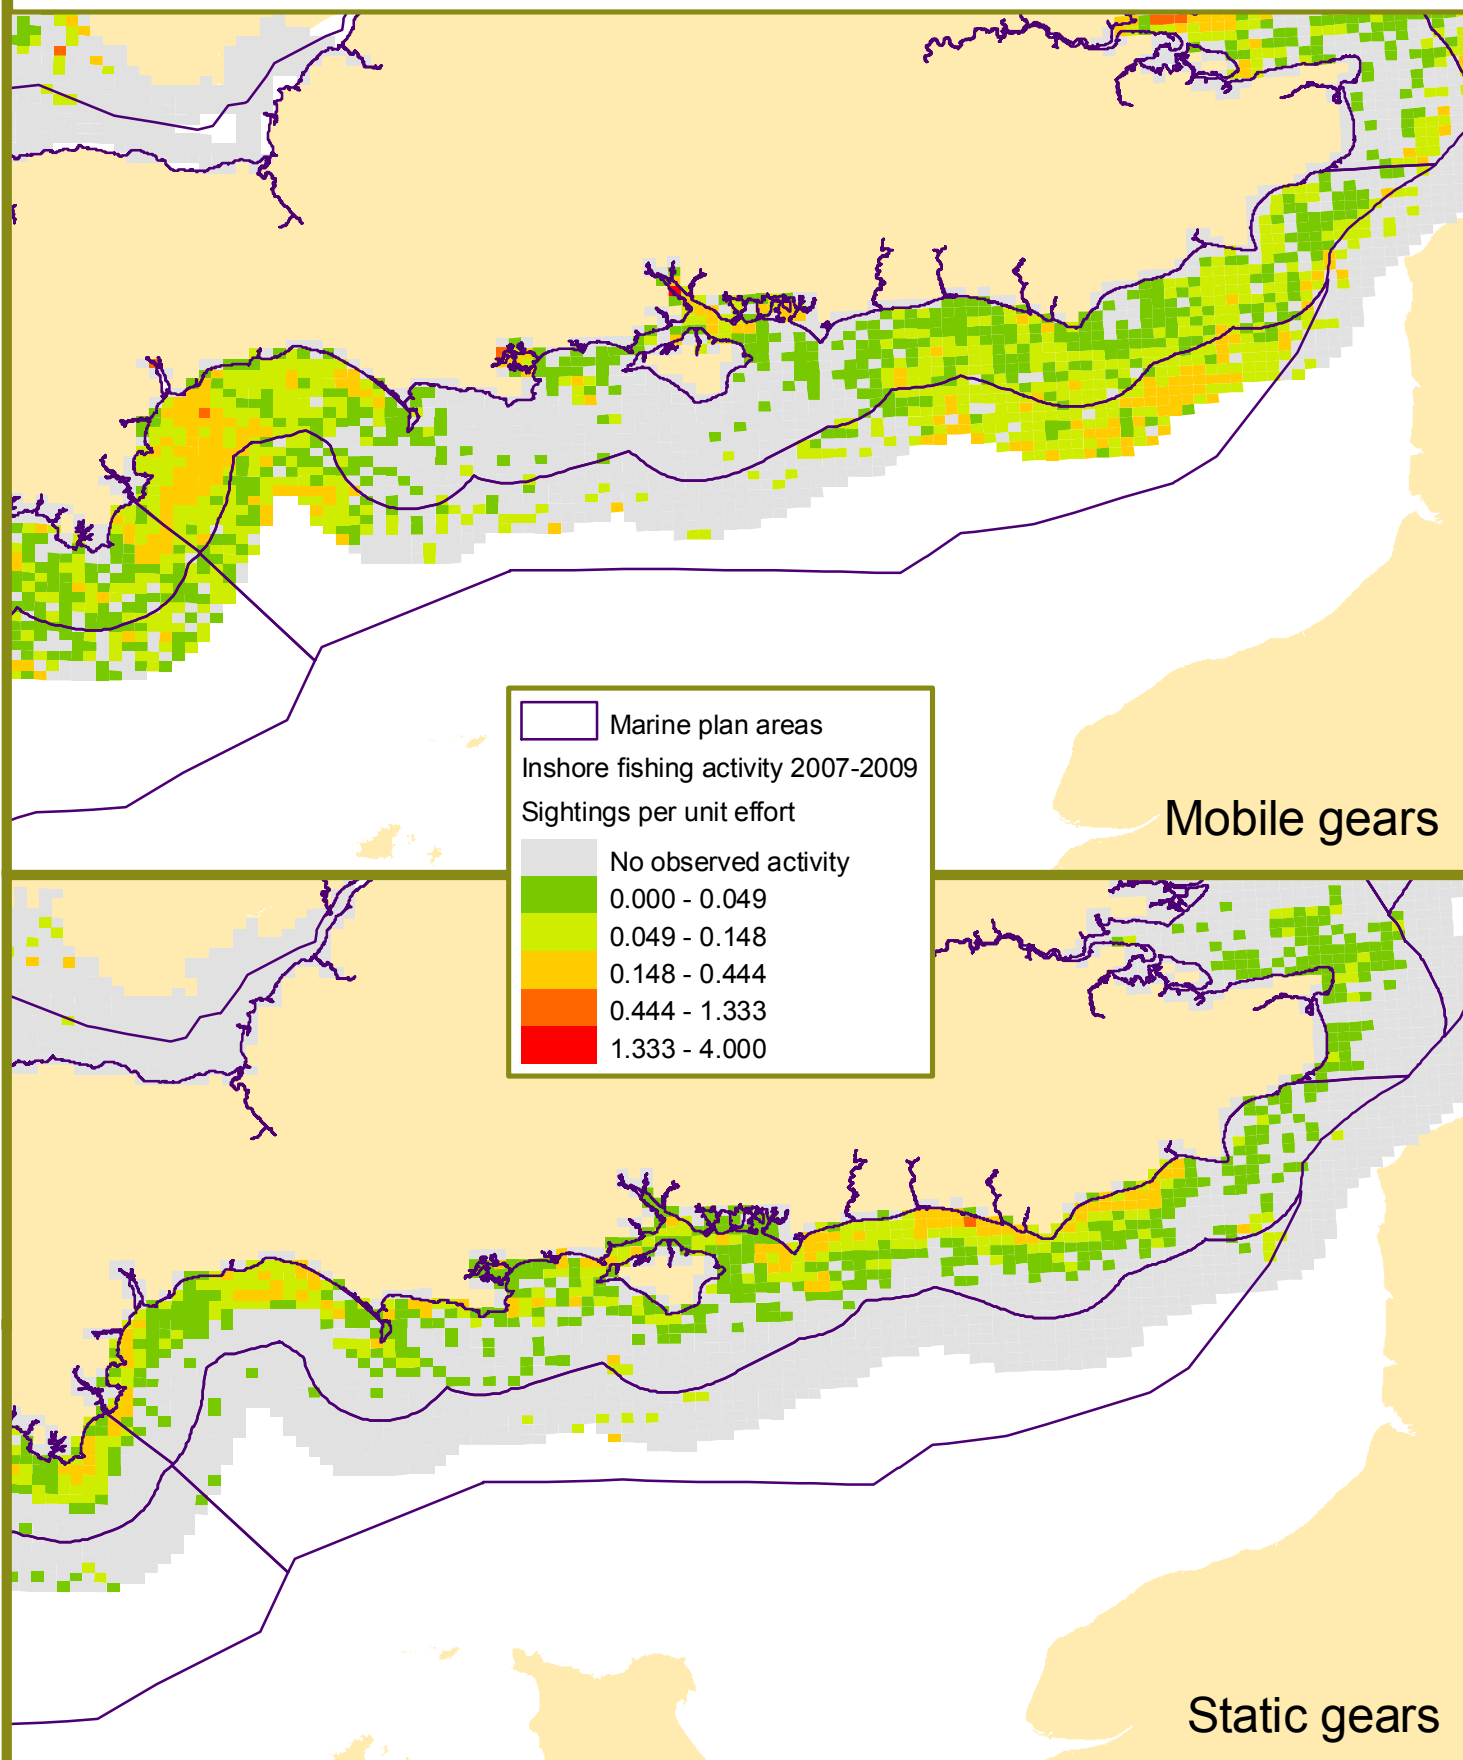 Marine plan areas
Inshore fishing activity 2007-2009
Sightings per unit effort
No observed activity
0.000 - 0.049
0.049 - 0.148
0.148 - 0.444
0.444 - 1.333
1.333 - 4.000
Mobile gears
Static gears